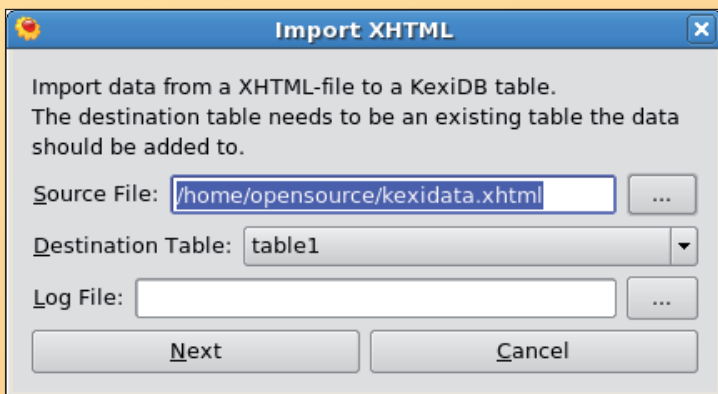 Import XHTML
Import data from a XHTML-file to a KexiDB table.
The destination table needs to be an existing table the data
should be added to.
Source File: /home/opensource/kexidata.xhtml ...
Destination Table: table1
Log File: ...
Next Cancel